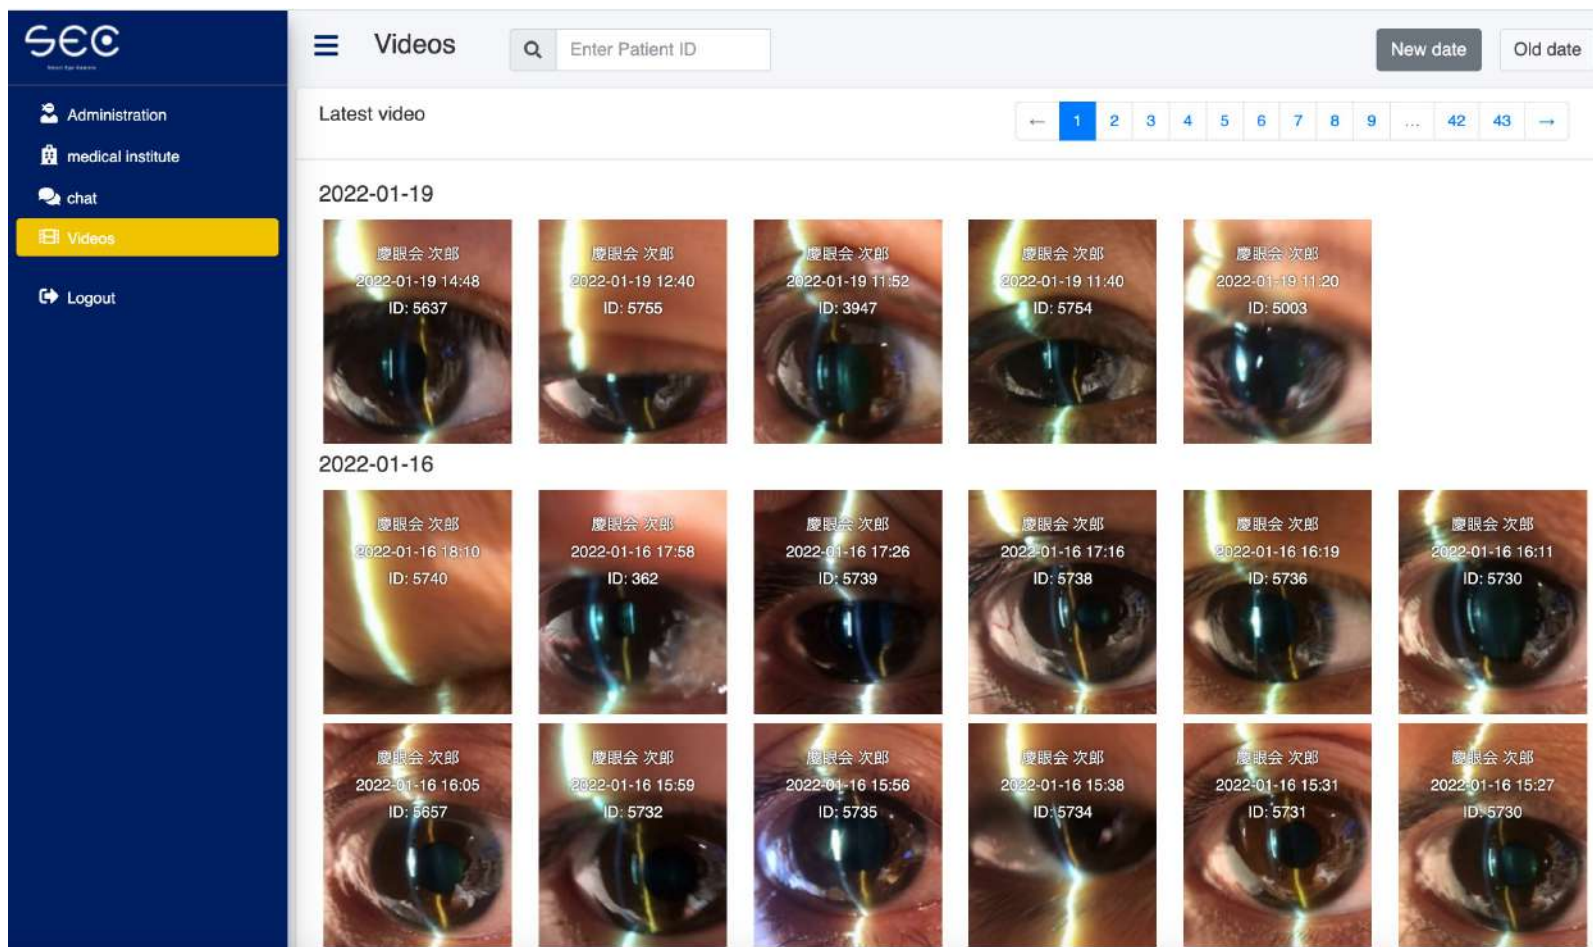 SEC
Videos
Enter Patient ID
New date
Old date
Administration
medical institute
chat
Videos
Logout
Latest video
← 1 2 3 4 5 6 7 8 9 ... 42 43 →
2022-01-19
慶眼会 次郎
2022-01-19 14:48
ID: 5637
慶眼会 次郎
2022-01-19 12:40
ID: 5755
慶眼会 次郎
2022-01-19 11:52
ID: 3947
慶眼会 次郎
2022-01-19 11:40
ID: 5754
慶眼会 次郎
2022-01-19 11:20
ID: 5003
2022-01-16
慶眼会 次郎
2022-01-16 18:10
ID: 5740
慶眼会 次郎
2022-01-16 17:58
ID: 362
慶眼会 次郎
2022-01-16 17:26
ID: 5739
慶眼会 次郎
2022-01-16 17:16
ID: 5738
慶眼会 次郎
2022-01-16 16:19
ID: 5736
慶眼会 次郎
2022-01-16 16:11
ID: 5730
慶眼会 次郎
2022-01-16 16:05
ID: 5657
慶眼会 次郎
2022-01-16 15:59
ID: 5732
慶眼会 次郎
2022-01-16 15:56
ID: 5735
慶眼会 次郎
2022-01-16 15:38
ID: 5734
慶眼会 次郎
2022-01-16 15:31
ID: 5731
慶眼会 次郎
2022-01-16 15:27
ID: 5730